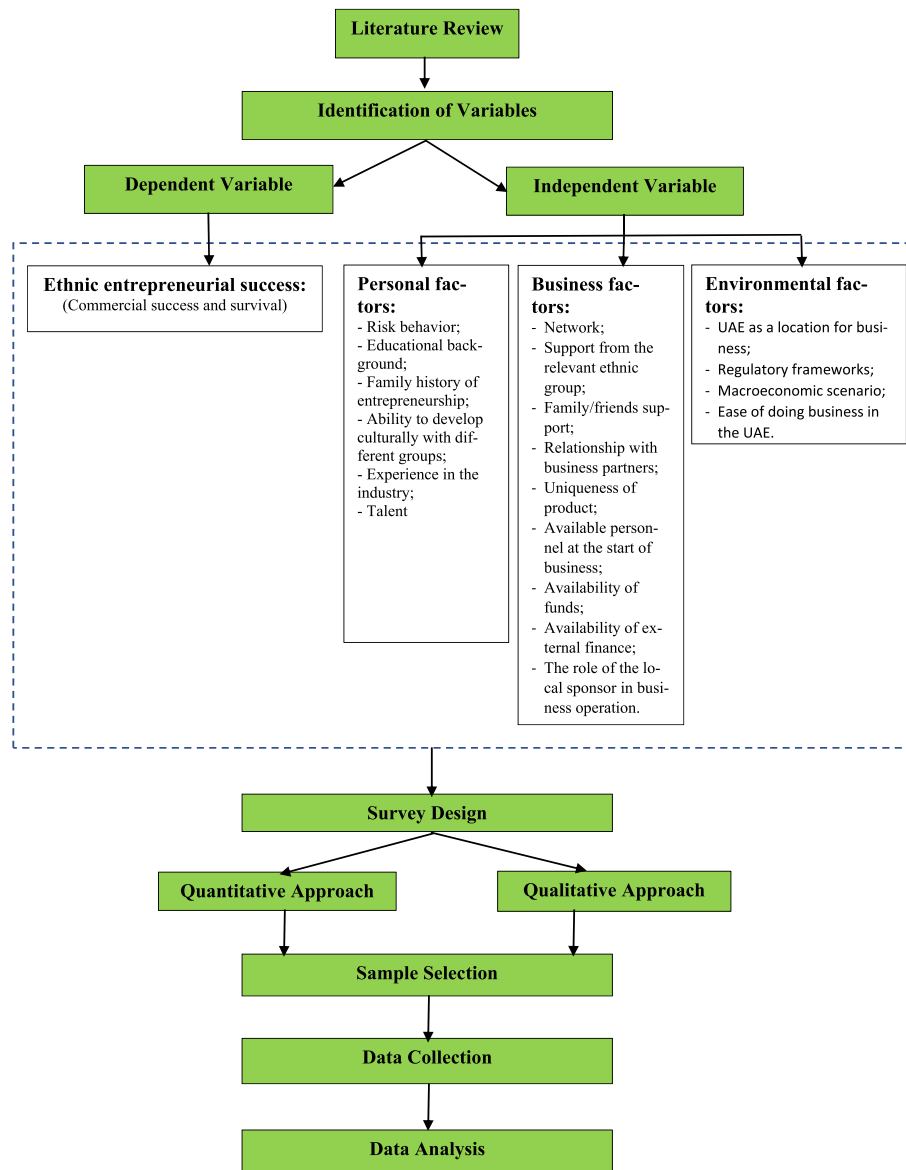 Literature Review
Identification of Variables
Dependent Variable
Independent Variable
Ethnic entrepreneurial success:
(Commercial success and survival)
Personal fac-
tors:
- Risk behavior;
- Educational back-
ground;
- Family history of
entrepreneurship;
- Ability to develop
culturally with dif-
ferent groups;
- Experience in the
industry;
- Talent
Business fac-
tors:
- Network;
- Support from the
relevant ethnic
group;
- Family/friends sup-
port;
- Relationship with
business partners;
- Uniqueness of
product;
- Available person-
nel at the start of
business;
- Availability of
funds;
- Availability of ex-
ternal finance;
- The role of the lo-
cal sponsor in busi-
ness operation.
Environmental fac-
tors:
- UAE as a location for busi-
ness;
- Regulatory frameworks;
- Macroeconomic scenario;
- Ease of doing business in
the UAE.
Survey Design
Quantitative Approach
Qualitative Approach
Sample Selection
Data Collection
Data Analysis